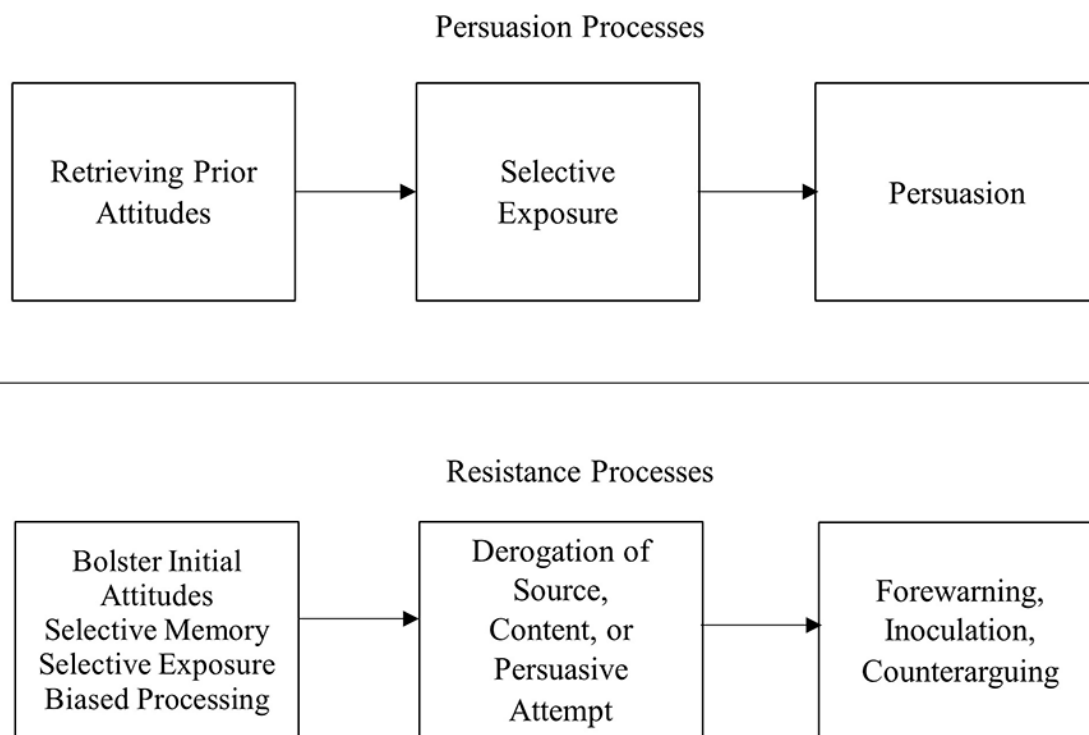 Persuasion Processes
Retrieving Prior
Attitudes
Selective
Exposure
Persuasion
Resistance Processes
Bolster Initial
Attitudes
Selective Memory
Selective Exposure
Biased Processing
Derogation of
Source,
Content, or
Persuasive
Attempt
Forewarning,
Inoculation,
Counterarguing